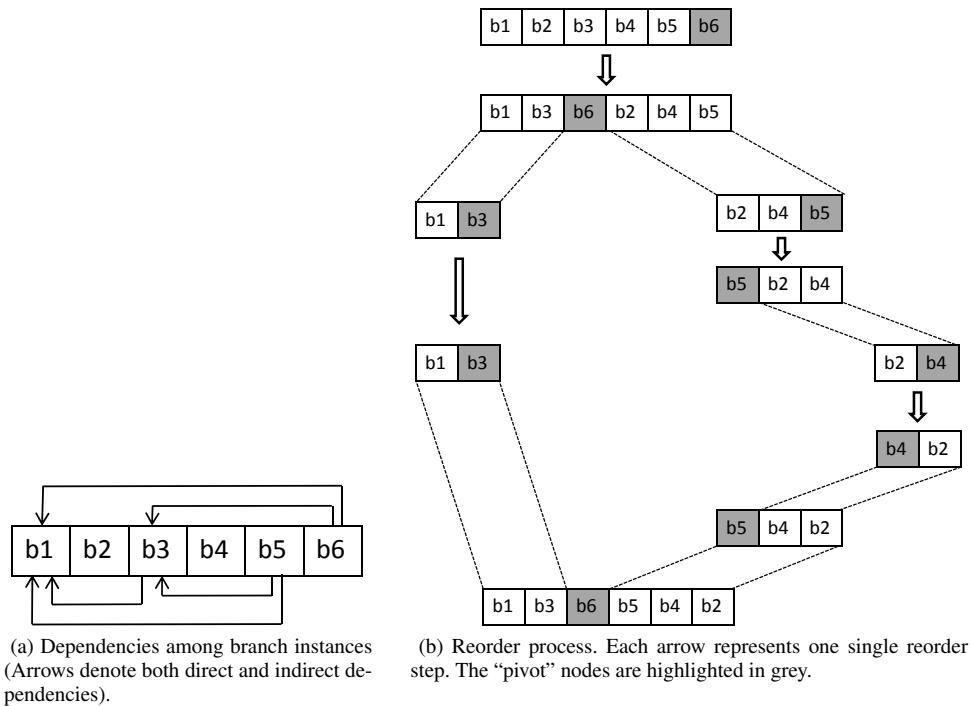 b1 b2 b3 b4 b5 b6
b1 b3 b6 b2 b4 b5
b1 b3
b2 b4 b5
b5 b2 b4
b1 b3
b2 b4
b4 b2
b5 b4 b2
b1 b3 b6 b5 b4 b2
b1 b2 b3 b4 b5 b6
(a) Dependencies among branch instances
(Arrows denote both direct and indirect de-
pendencies).
(b) Reorder process. Each arrow represents one single reorder
step. The “pivot” nodes are highlighted in grey.